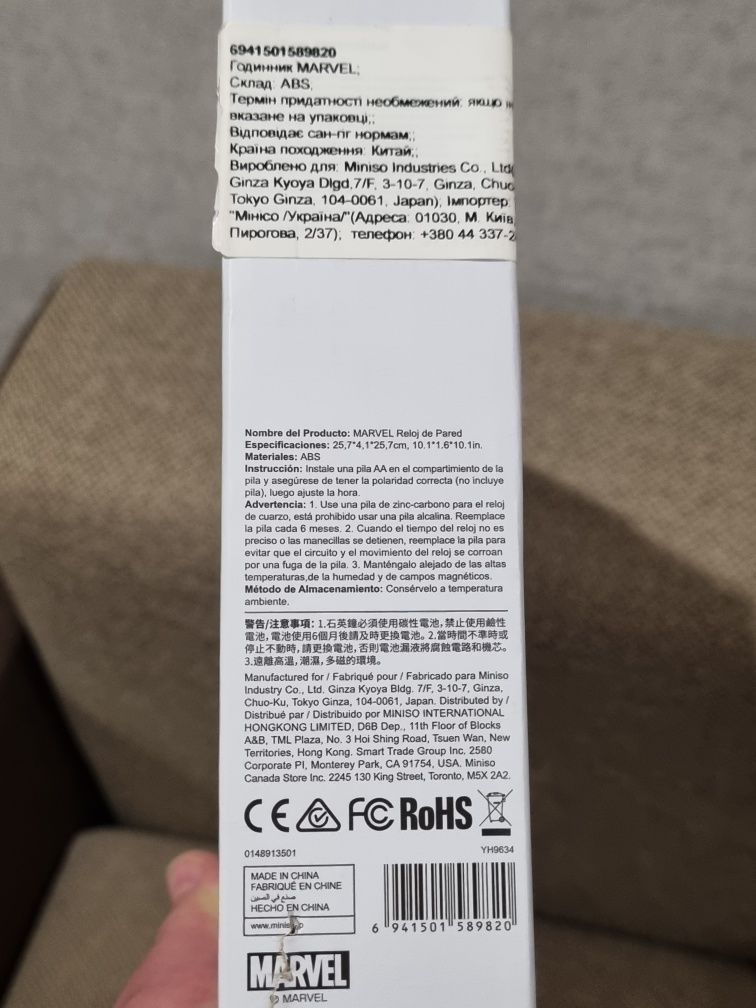 6941501589820
Годинник MARVEL;
Склад: ABS,
Термін придатності необмежений: якщо
вказане на упаковці;;
Відповідає сан-гіг нормам;;
Країна походження: Китай;;
Вироблено для: Miniso Industries Co., Ltd
Ginza Kyoya Dlgd,7/F, 3-10-7, Ginza, Chuo
Tokyo Ginza, 104-0061, Japan); Імпортер:
"Мінісо /Україна/"(Адреса: 01030, М. Київ
Пирогова, 2/37); телефон: +380 44 337-2
Nombre del Producto: MARVEL Reloj de Pared
Especificaciones: 25,7*4,1*25,7cm, 10.1*1.6*10.1in.
Materiales: ABS
Instrucción: Instale una pila AA en el compartimiento de la
pila y asegúrese de tener la polaridad correcta (no incluye
pila), luego ajuste la hora.
Advertencia: 1. Use una pila de zinc-carbono para el reloj
de cuarzo, está prohibido usar una pila alcalina. Reemplace
la pila cada 6 meses. 2. Cuando el tiempo del reloj no es
preciso o las manecillas se detienen, reemplace la pila para
evitar que el circuito y el movimiento del reloj se corroan
por una fuga de la pila. 3. Manténgalo alejado de las altas
temperaturas,de la humedad y de campos magnéticos.
Método de Almacenamiento: Consérvelo a temperatura
ambiente.
警告/注意事項: 1.石英鐘必須使用碳性電池,禁止使用鹼性
電池,電池使用6個月後請及時更換電池。2.當時間不準時或
停止不動時,請更換電池,否則電池漏液將腐蝕電路和機芯。
3.遠離高溫,潮濕,多磁的環境。
Manufactured for / Fabriqué pour / Fabricado para Miniso
Industry Co., Ltd. Ginza Kyoya Bldg. 7/F, 3-10-7, Ginza,
Chuo-Ku, Tokyo Ginza, 104-0061, Japan. Distributed by /
Distribué par / Distribuido por MINISO INTERNATIONAL
HONGKONG LIMITED, D6B Dep., 11th Floor of Blocks
A&B, TML Plaza, No. 3 Hoi Shing Road, Tsuen Wan, New
Territories, Hong Kong. Smart Trade Group Inc. 2580
Corporate Pl, Monterey Park, CA 91754, USA. Miniso
Canada Store Inc. 2245 130 King Street, Toronto, M5X 2A2.
CE FC RoHS
0148913501 YH9634
MADE IN CHINA
FABRIQUÉ EN CHINE
صنع في الصين
HECHO EN CHINA
6 941501 589820
MARVEL
© MARVEL